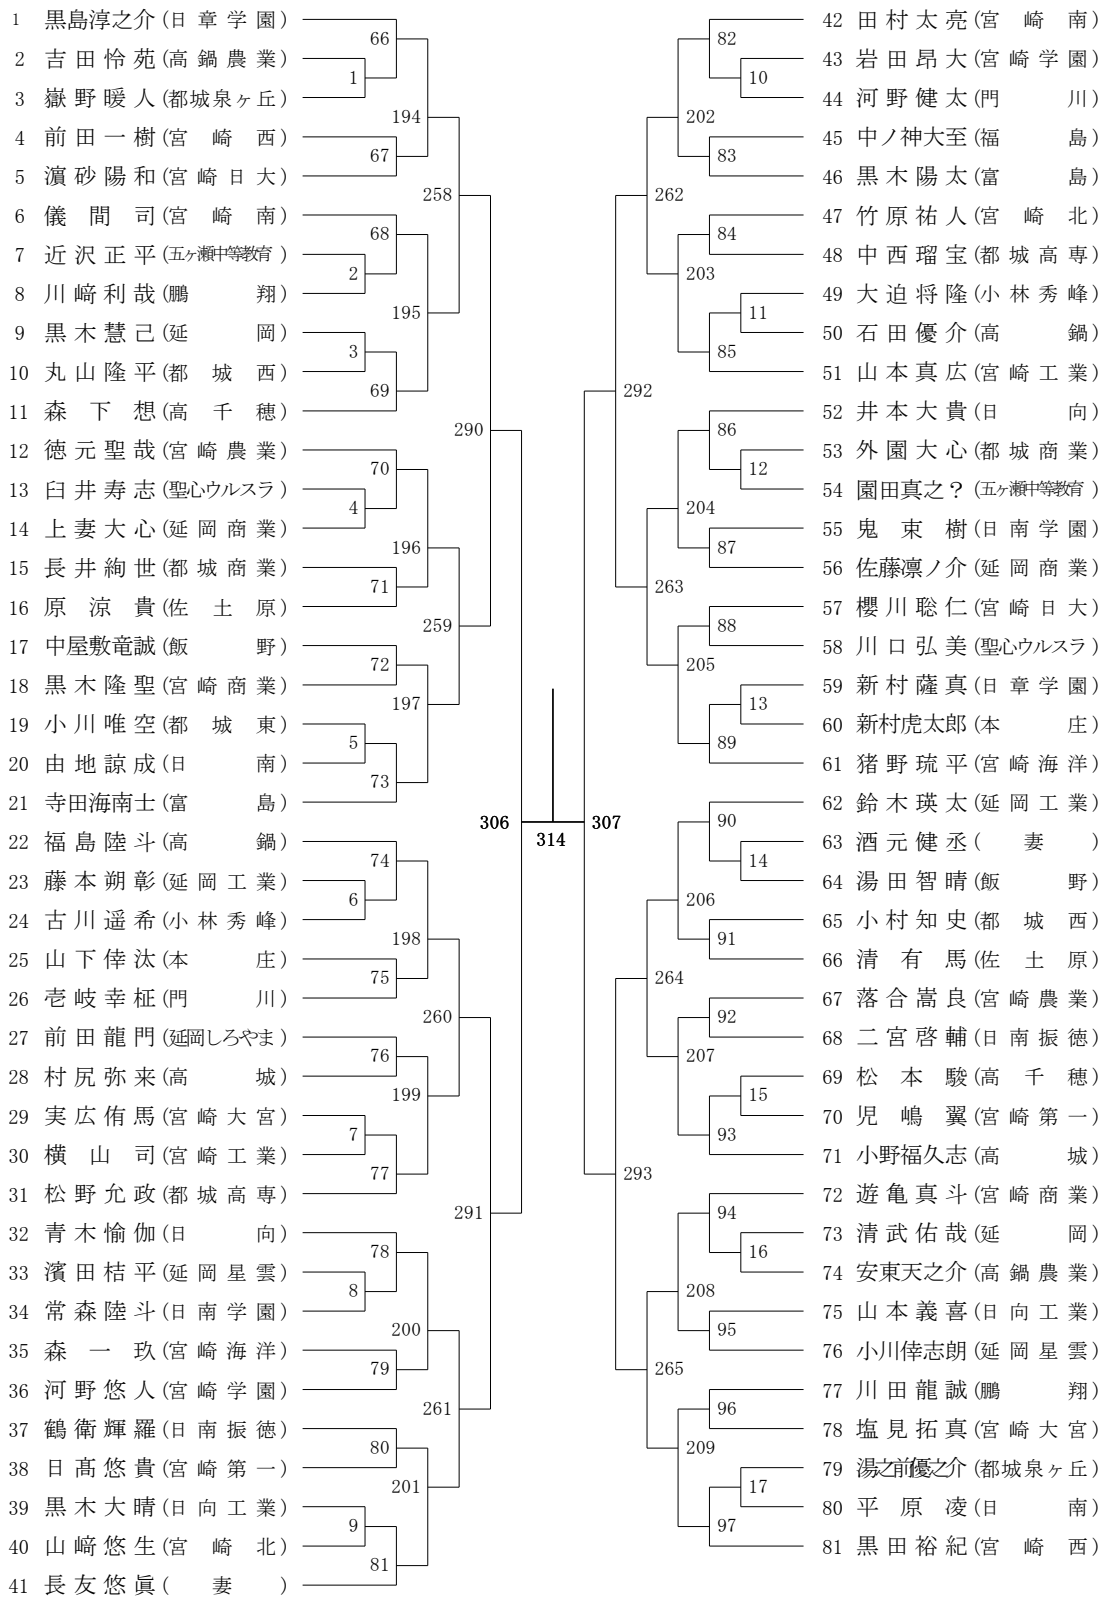 1 黒島淳之介(日章学園)
66
2 吉田怜苑(高鍋農業)
1
3 嶽野暖人(都城泉ヶ丘)
194
4 前田一樹(宮崎西)
67
5 濵砂陽和(宮崎日大)
258
6 儀間司(宮崎南)
68
7 近沢正平(五ヶ瀬中等教育)
2
8 川﨑利哉(鵬翔)
195
9 黒木慧己(延岡)
3
10 丸山隆平(都城西)
69
11 森下想(高千穂)
290
12 徳元聖哉(宮崎農業)
70
13 臼井寿志(聖心ウルスラ)
4
14 上妻大心(延岡商業)
196
15 長井絢世(都城商業)
71
16 原涼貴(佐土原)
259
17 中屋敷竜誠(飯野)
72
18 黒木隆聖(宮崎商業)
197
19 小川唯空(都城東)
5
20 由地諒成(日南)
73
21 寺田海南士(富島)
306
22 福島陸斗(高鍋)
74
23 藤本朔彰(延岡工業)
6
24 古川遥希(小林秀峰)
198
25 山下倖汰(本庄)
75
26 壱岐幸柾(門川)
260
27 前田龍門(延岡しろやま)
76
28 村尻弥来(高城)
199
29 実広侑馬(宮崎大宮)
7
30 横山司(宮崎工業)
77
31 松野允政(都城高専)
291
32 青木愉伽(日向)
78
33 濱田桔平(延岡星雲)
8
34 常森陸斗(日南学園)
200
35 森一玖(宮崎海洋)
79
36 河野悠人(宮崎学園)
261
37 鶴衛輝羅(日南振徳)
80
38 日髙悠貴(宮崎第一)
201
39 黒木大晴(日向工業)
9
40 山﨑悠生(宮崎北)
81
41 長友悠眞(妻)
314
42 田村太亮(宮崎南)
82
43 岩田昂大(宮崎学園)
10
44 河野健太(門川)
202
45 中ノ神大至(福島)
83
46 黒木陽太(富島)
262
47 竹原祐人(宮崎北)
84
48 中西瑠宝(都城高専)
203
49 大迫将隆(小林秀峰)
11
50 石田優介(高鍋)
85
51 山本真広(宮崎工業)
292
52 井本大貴(日向)
86
53 外園大心(都城商業)
12
54 園田真之?(五ヶ瀬中等教育)
204
55 鬼束樹(日南学園)
87
56 佐藤凛ノ介(延岡商業)
263
57 櫻川聡仁(宮崎日大)
88
58 川口弘美(聖心ウルスラ)
205
59 新村薩真(日章学園)
13
60 新村虎太郎(本庄)
89
61 猪野琉平(宮崎海洋)
307
62 鈴木瑛太(延岡工業)
90
63 酒元健丞(妻)
14
64 湯田智晴(飯野)
206
65 小村知史(都城西)
91
66 清有馬(佐土原)
264
67 落合嵩良(宮崎農業)
92
68 二宮啓輔(日南振徳)
207
69 松本駿(高千穂)
15
70 児嶋翼(宮崎第一)
93
71 小野福久志(高城)
293
72 遊亀真斗(宮崎商業)
94
73 清武佑哉(延岡)
16
74 安東天之介(高鍋農業)
208
75 山本義喜(日向工業)
95
76 小川倖志朗(延岡星雲)
265
77 川田龍誠(鵬翔)
96
78 塩見拓真(宮崎大宮)
209
79 湯之前優之介(都城泉ヶ丘)
17
80 平原凌(日南)
97
81 黒田裕紀(宮崎西)